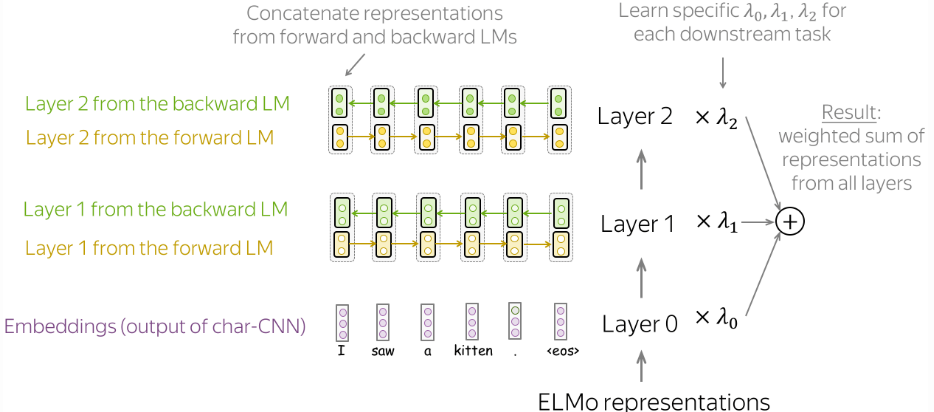 Concatenate representations
from forward and backward LMs
Learn specific λ₀, λ₁, λ₂ for
each downstream task
Layer 2 from the backward LM
Layer 2 from the forward LM
Layer 2 × λ₂
Result:
weighted sum of
representations
from all layers
Layer 1 from the backward LM
Layer 1 from the forward LM
Layer 1 × λ₁
+
Embeddings (output of char-CNN)
Layer 0 × λ₀
I saw a kitten . <eos>
ELMo representations